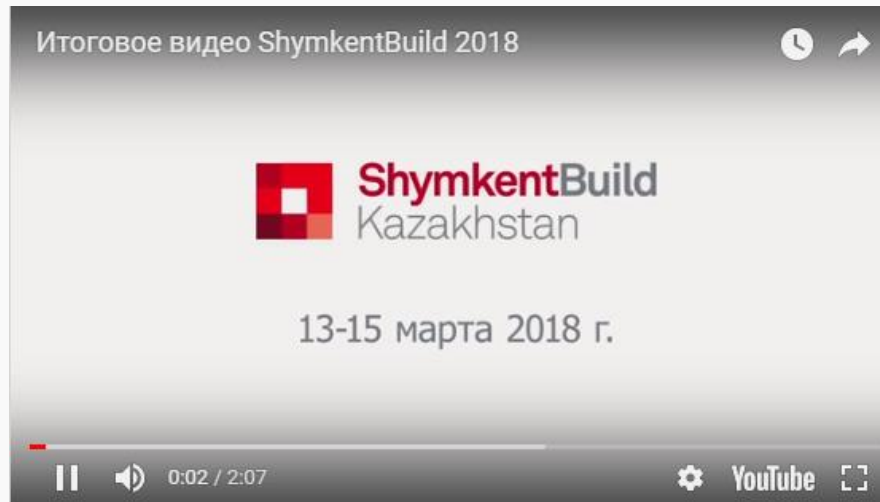 Итоговое видео ShymkentBuild 2018
ShymkentBuild
Kazakhstan
13-15 марта 2018 г.
0:02 / 2:07
YouTube